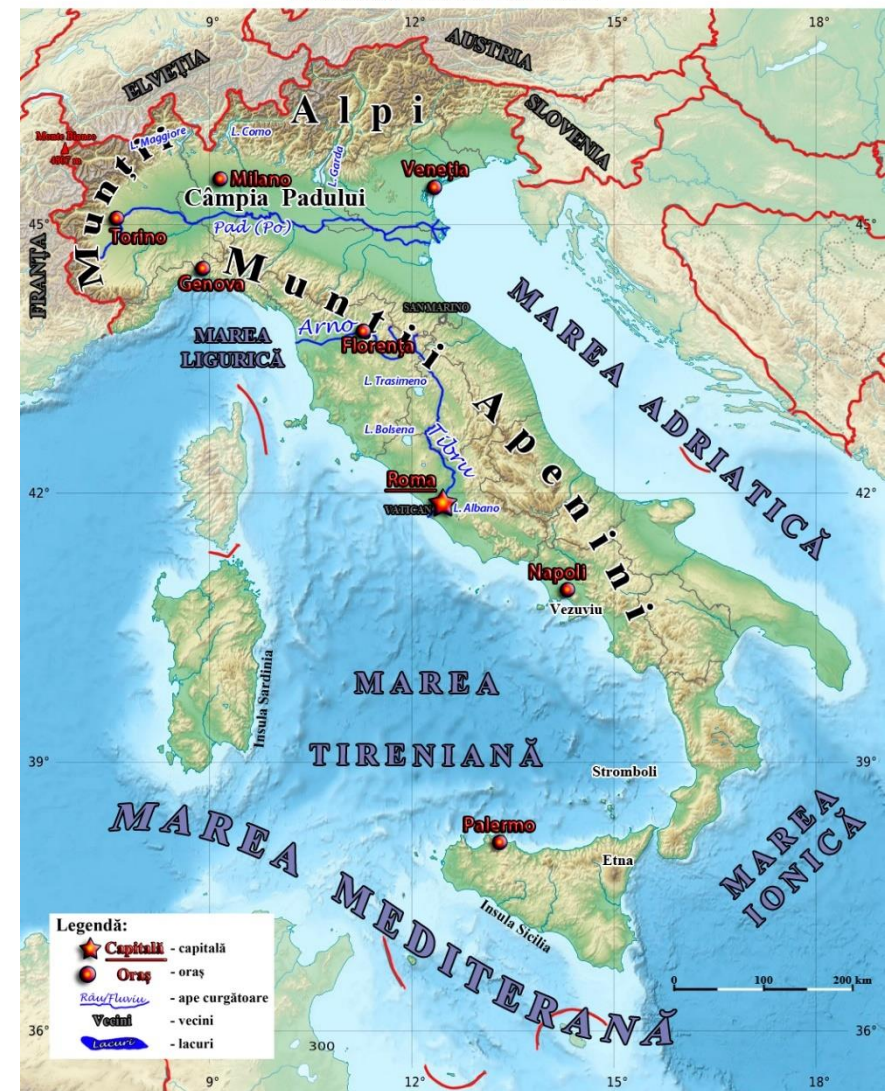 9°
12°
15°
18°
ELVEȚIA
AUSTRIA
SLOVENIA
FRANȚA
Munții Alpi
Monte Bianco
L. Maggiore
L. Como
L. Garda
Milano
Veneția
Câmpia Padului
45°
45°
Torino
Pad (Po)
Genova
Munții Apenini
SAN MARINO
MAREA
LIGURICĂ
Arno
Florența
MAREA ADRIATICĂ
L. Trasimeno
L. Bolsena
Tibru
Roma
42°
42°
VATICAN
L. Albano
Napoli
Vezuviu
Insula Sardinia
MAREA
TIRENIANĂ
39°
39°
Stromboli
MAREA MEDITERANĂ
Palermo
Etna
MAREA
IONICĂ
Insula Sicilia
Legendă:
Capitală - capitală
Oraș - oraș
Râu/Fluviu - ape curgătoare
Vecini - vecini
Lacuri - lacuri
0 100 200 km
36°
36°
300
9°
12°
15°
18°